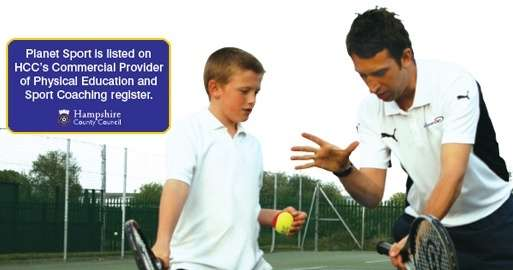 Planet Sport is listed on
HCC's Commercial Provider
of Physical Education and
Sport Coaching register.
Hampshire
County Council